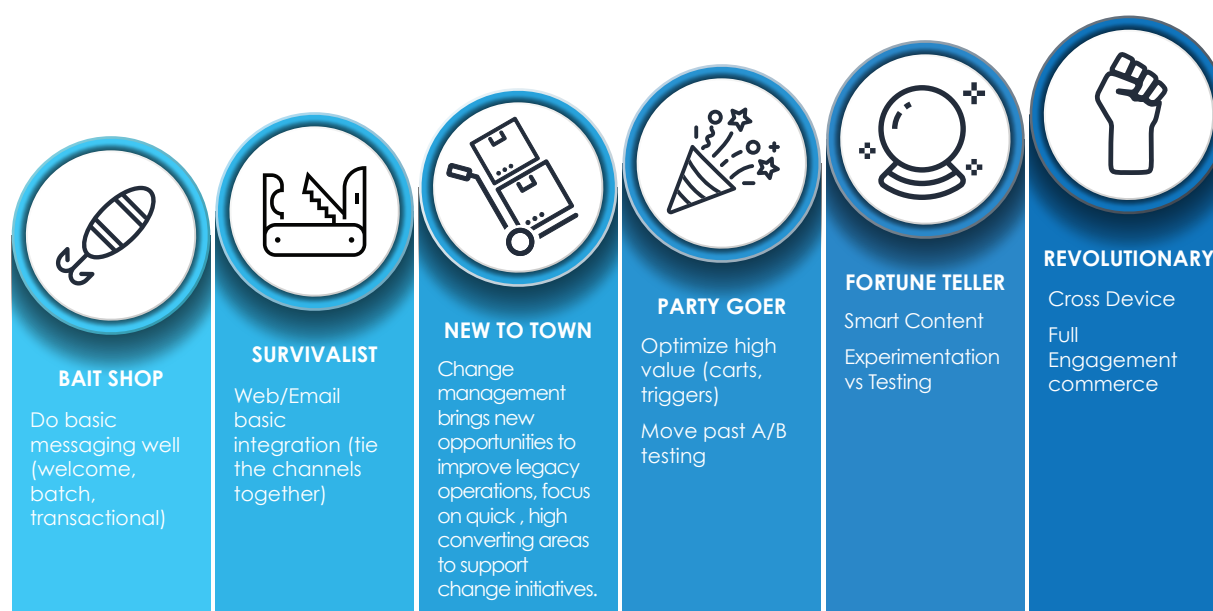 BAIT SHOP
Do basic
messaging well
(welcome,
batch,
transactional)
SURVIVALIST
Web/Email
basic
integration (tie
the channels
together)
NEW TO TOWN
Change
management
brings new
opportunities to
improve legacy
operations, focus
on quick , high
converting areas
to support
change initiatives.
PARTY GOER
Optimize high
value (carts,
triggers)
Move past A/B
testing
FORTUNE TELLER
Smart Content
Experimentation
vs Testing
REVOLUTIONARY
Cross Device
Full
Engagement
commerce